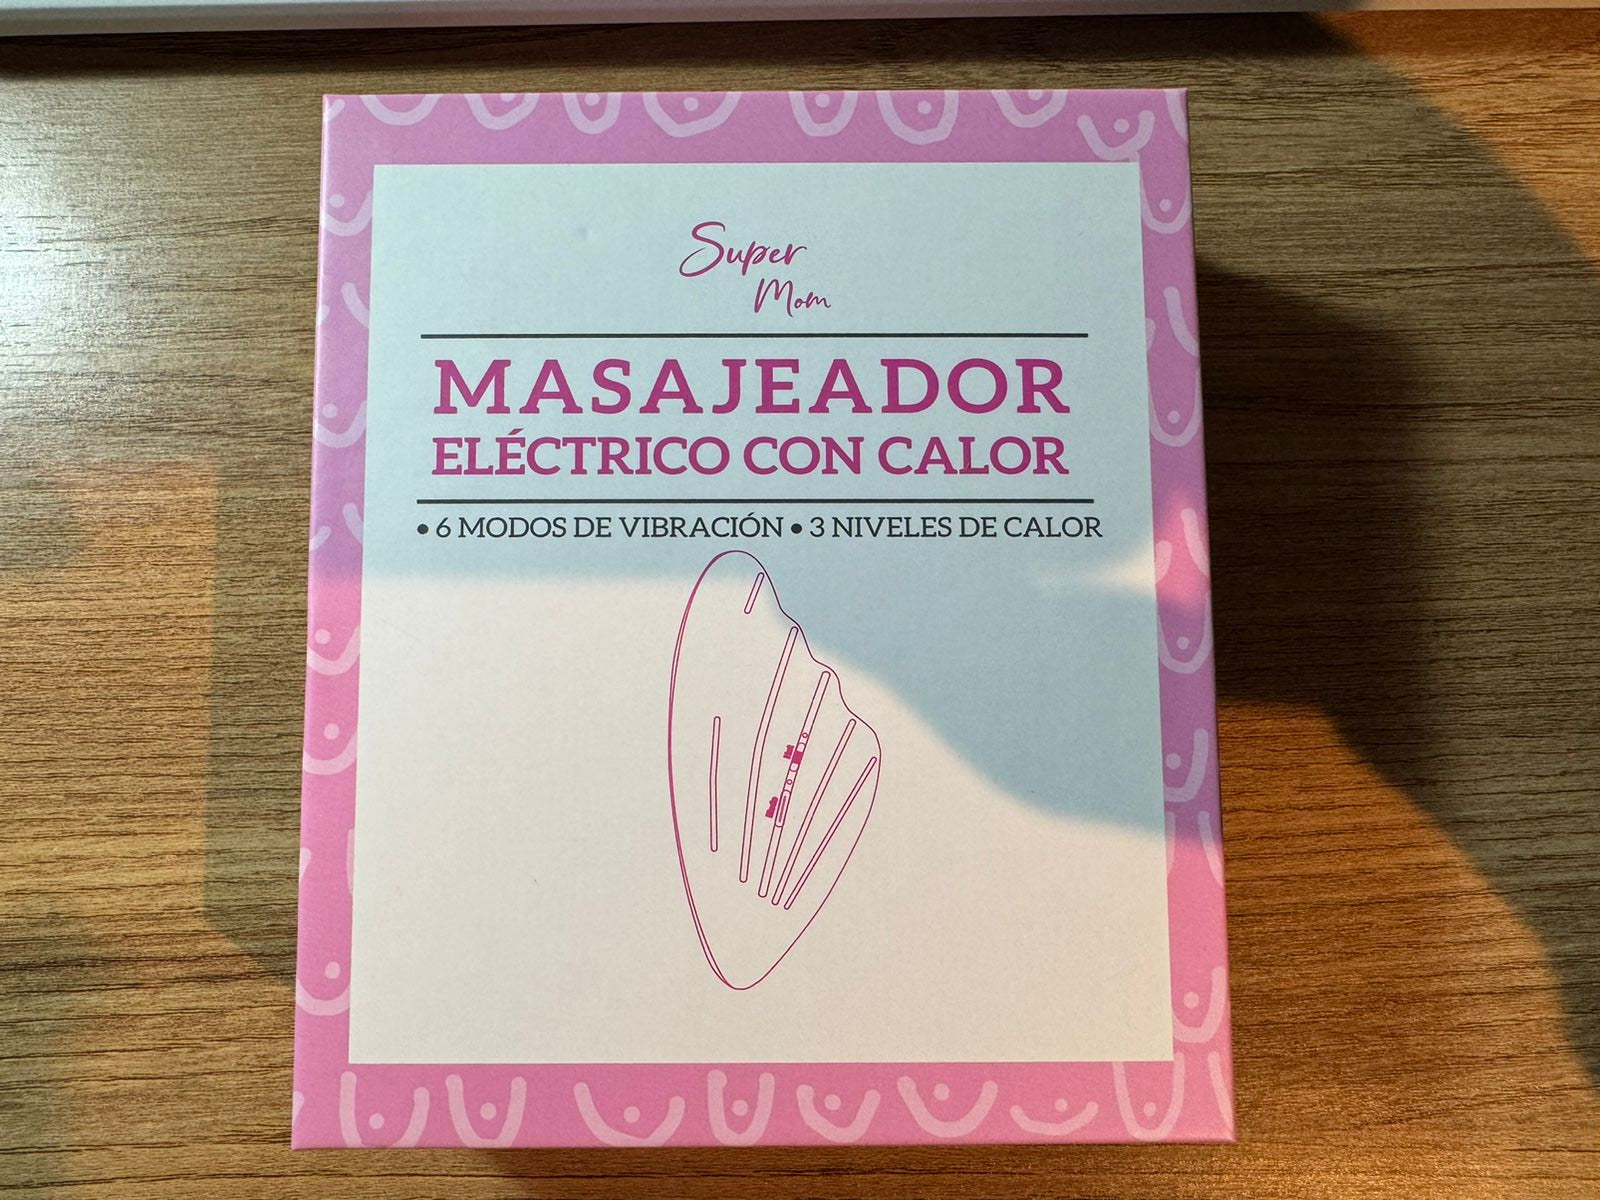 Super
Mom
MASAJEADOR
ELÉCTRICO CON CALOR
• 6 MODOS DE VIBRACIÓN • 3 NIVELES DE CALOR